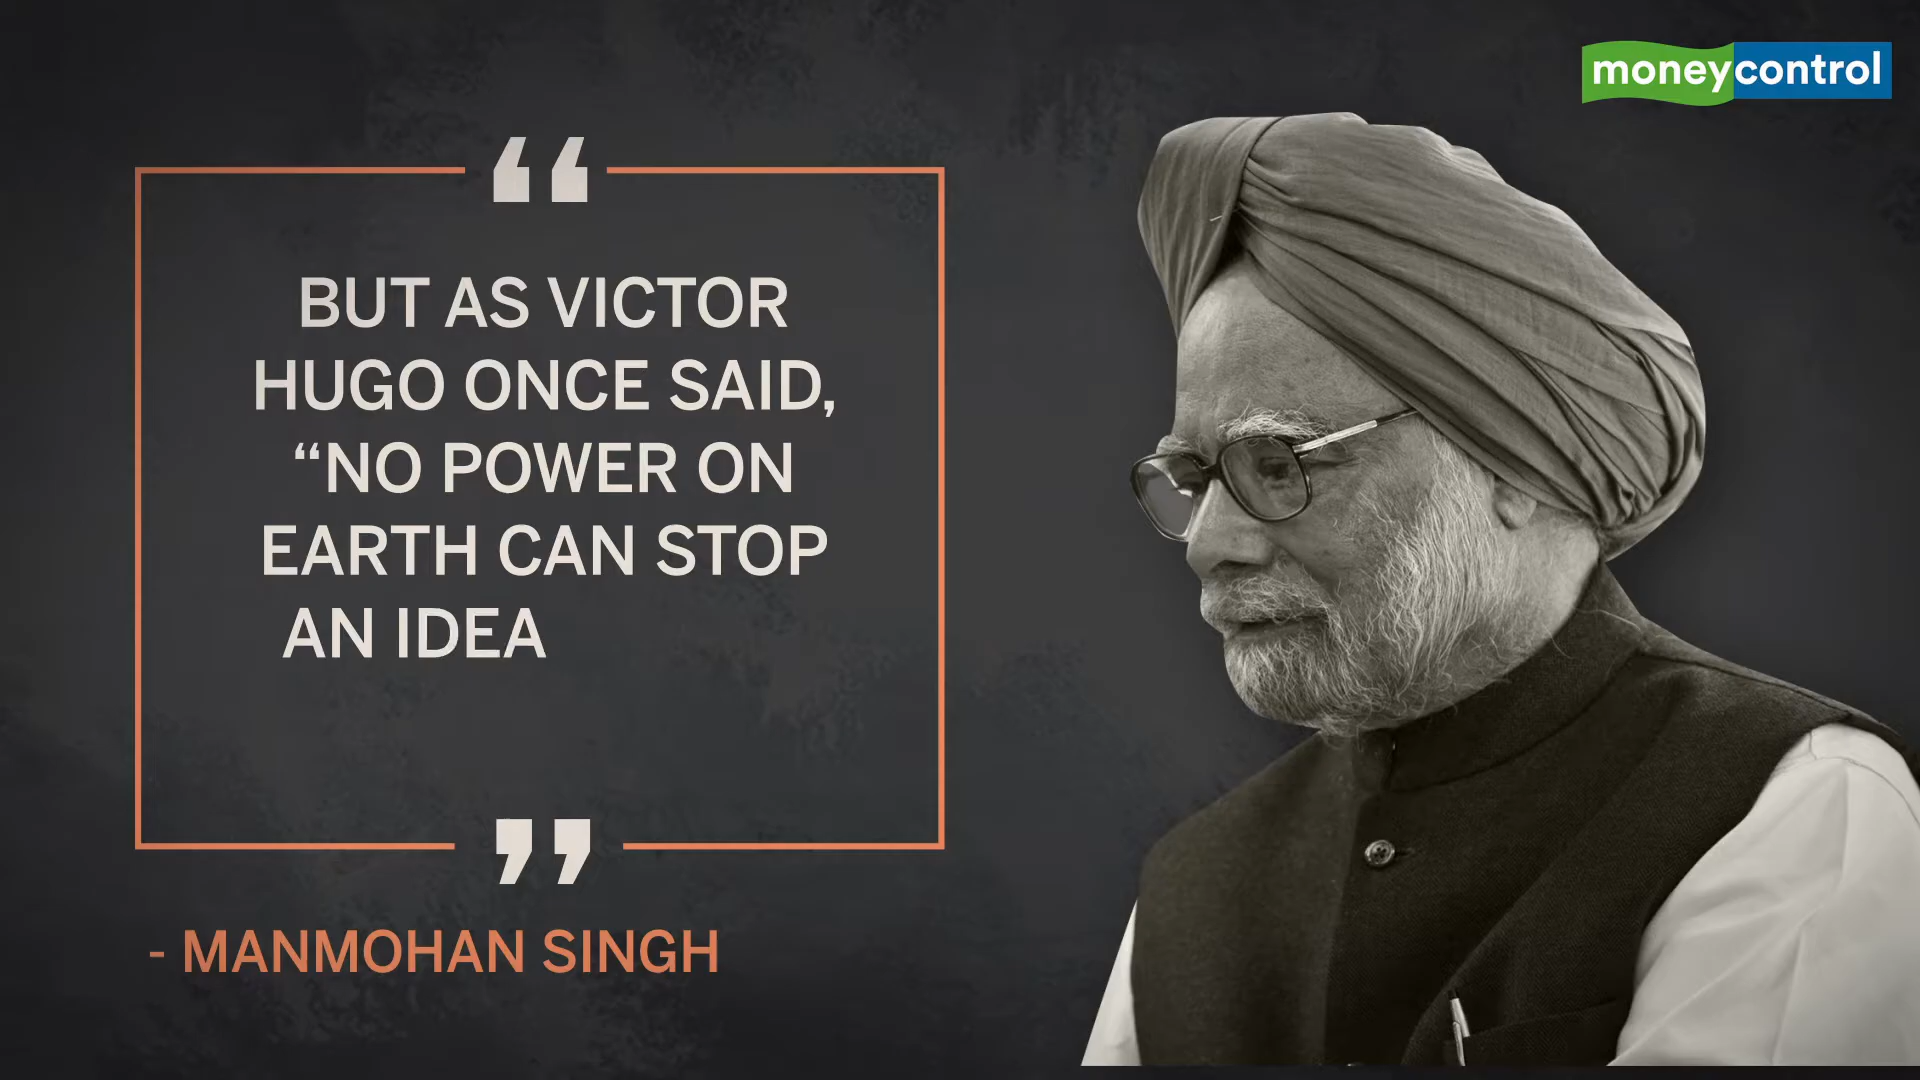 moneycontrol
“
BUT AS VICTOR
HUGO ONCE SAID,
“NO POWER ON
EARTH CAN STOP
AN IDEA
”
- MANMOHAN SINGH